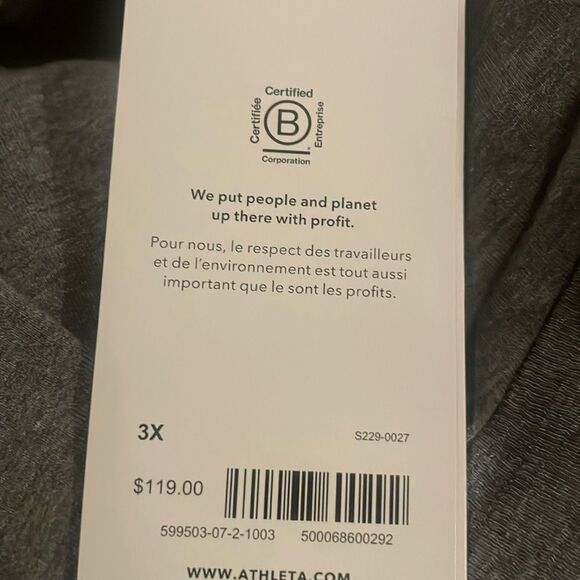 Certified
Certifiée
B
Entreprise
Corporation
We put people and planet
up there with profit.
Pour nous, le respect des travailleurs
et de l'environnement est tout aussi
important que le sont les profits.
3X
S229-0027
$119.00
599503-07-2-1003 500068600292
WWW.ATHLETA.COM